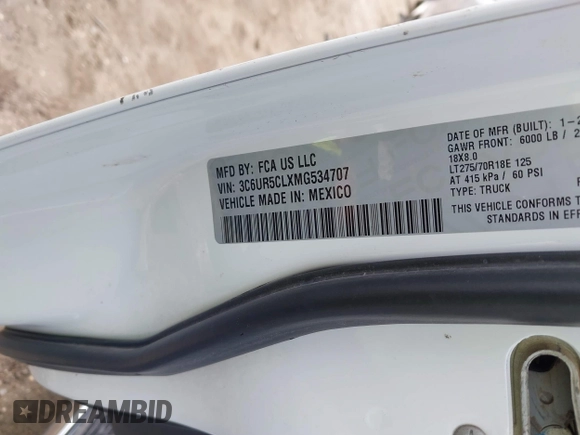 MFD BY: FCA US LLC
VIN: 3C6UR5CLXMG534707
VEHICLE MADE IN: MEXICO
DATE OF MFR (BUILT): 1-2
GAWR FRONT: 6000 LB / 2
18X8.0
LT275/70R18E 125
AT 415 kPa / 60 PSI
TYPE: TRUCK
THIS VEHICLE CONFORMS T
STANDARDS IN EFF
DREAMBID